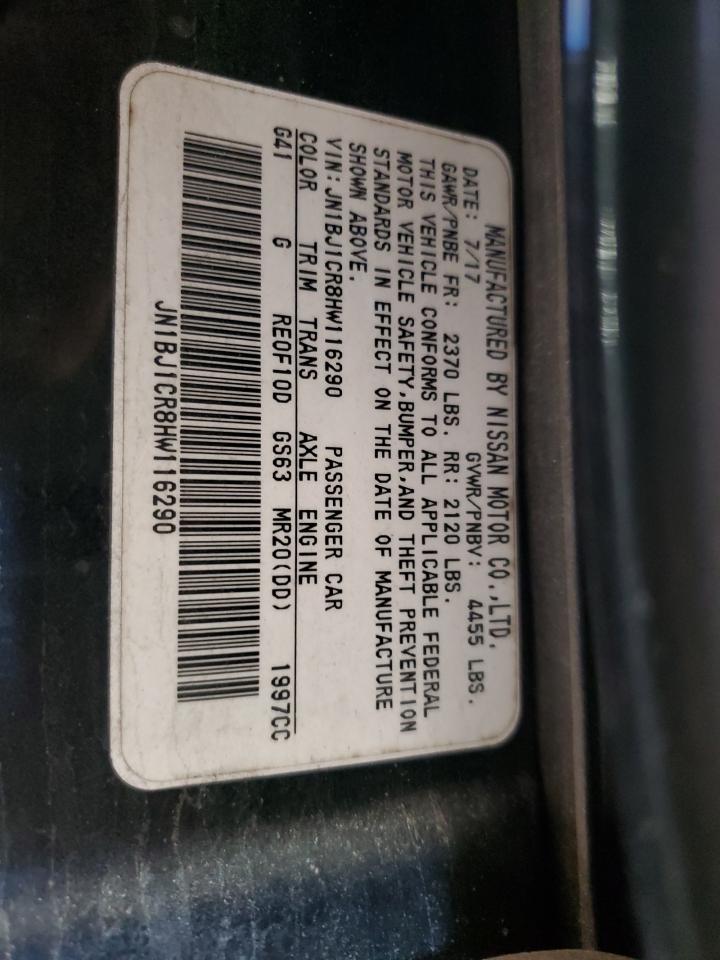 MANUFACTURED BY NISSAN MOTOR CO.,LTD.
DATE: 7/17 GVWR/PNBV: 4455 LBS.
GAWR/PNBE FR: 2370 LBS. RR: 2120 LBS.
THIS VEHICLE CONFORMS TO ALL APPLICABLE FEDERAL
MOTOR VEHICLE SAFETY,BUMPER,AND THEFT PREVENTION
STANDARDS IN EFFECT ON THE DATE OF MANUFACTURE
SHOWN ABOVE.
VIN:JN1BJ1CR8HW116290 PASSENGER CAR
COLOR TRIM TRANS AXLE ENGINE
G41 G RE0F10D GS63 MR20(DD) 1997CC
JN1BJ1CR8HW116290